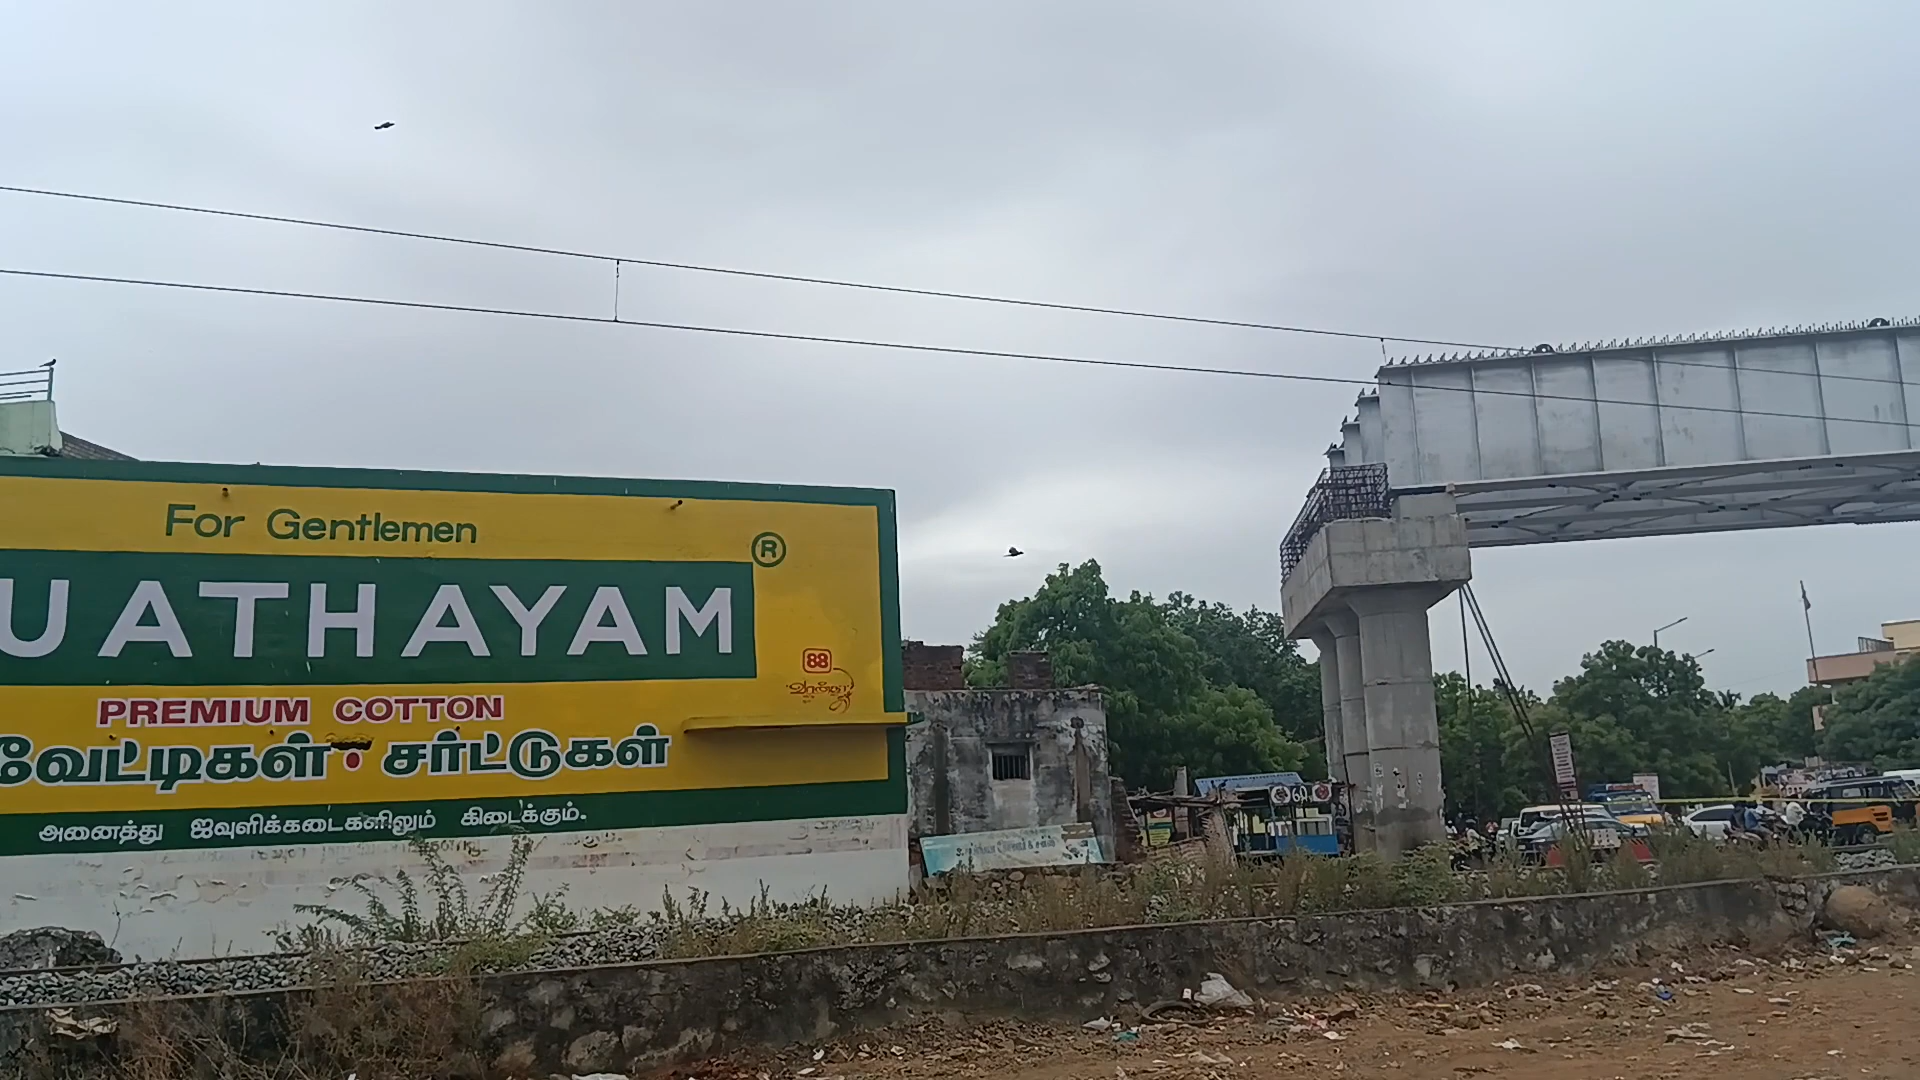 For Gentlemen
®
UATHAYAM
88
PREMIUM COTTON
வேட்டிகள் • சர்ட்டுகள்
அனைத்து ஜவுளிக்கடைகளிலும் கிடைக்கும்.